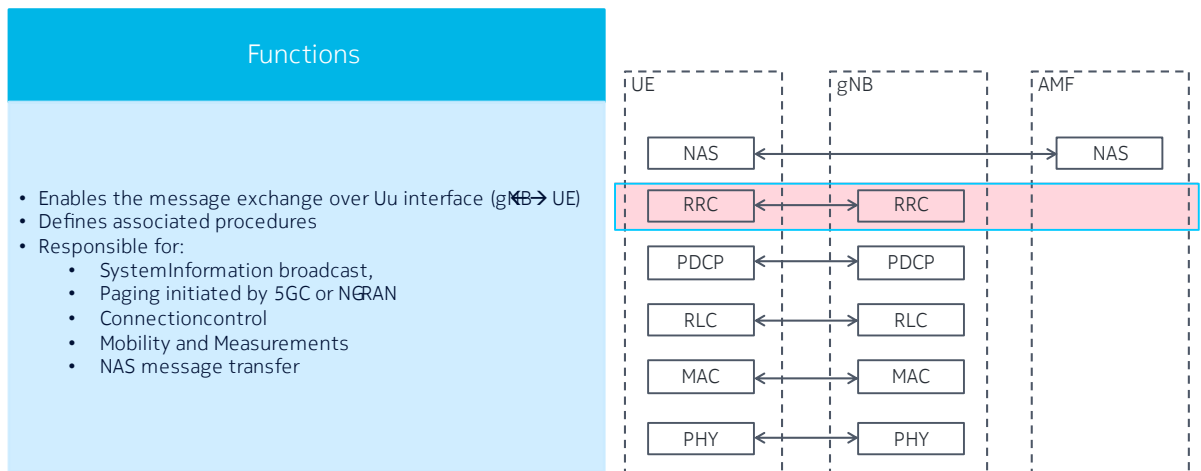 Functions
• Enables the message exchange over Uu interface (gNB←→ UE)
• Defines associated procedures
• Responsible for:
• SystemInformation broadcast,
• Paging initiated by 5GC or NG-RAN
• Connectioncontrol
• Mobility and Measurements
• NAS message transfer
UE gNB AMF
NAS NAS
RRC RRC
PDCP PDCP
RLC RLC
MAC MAC
PHY PHY